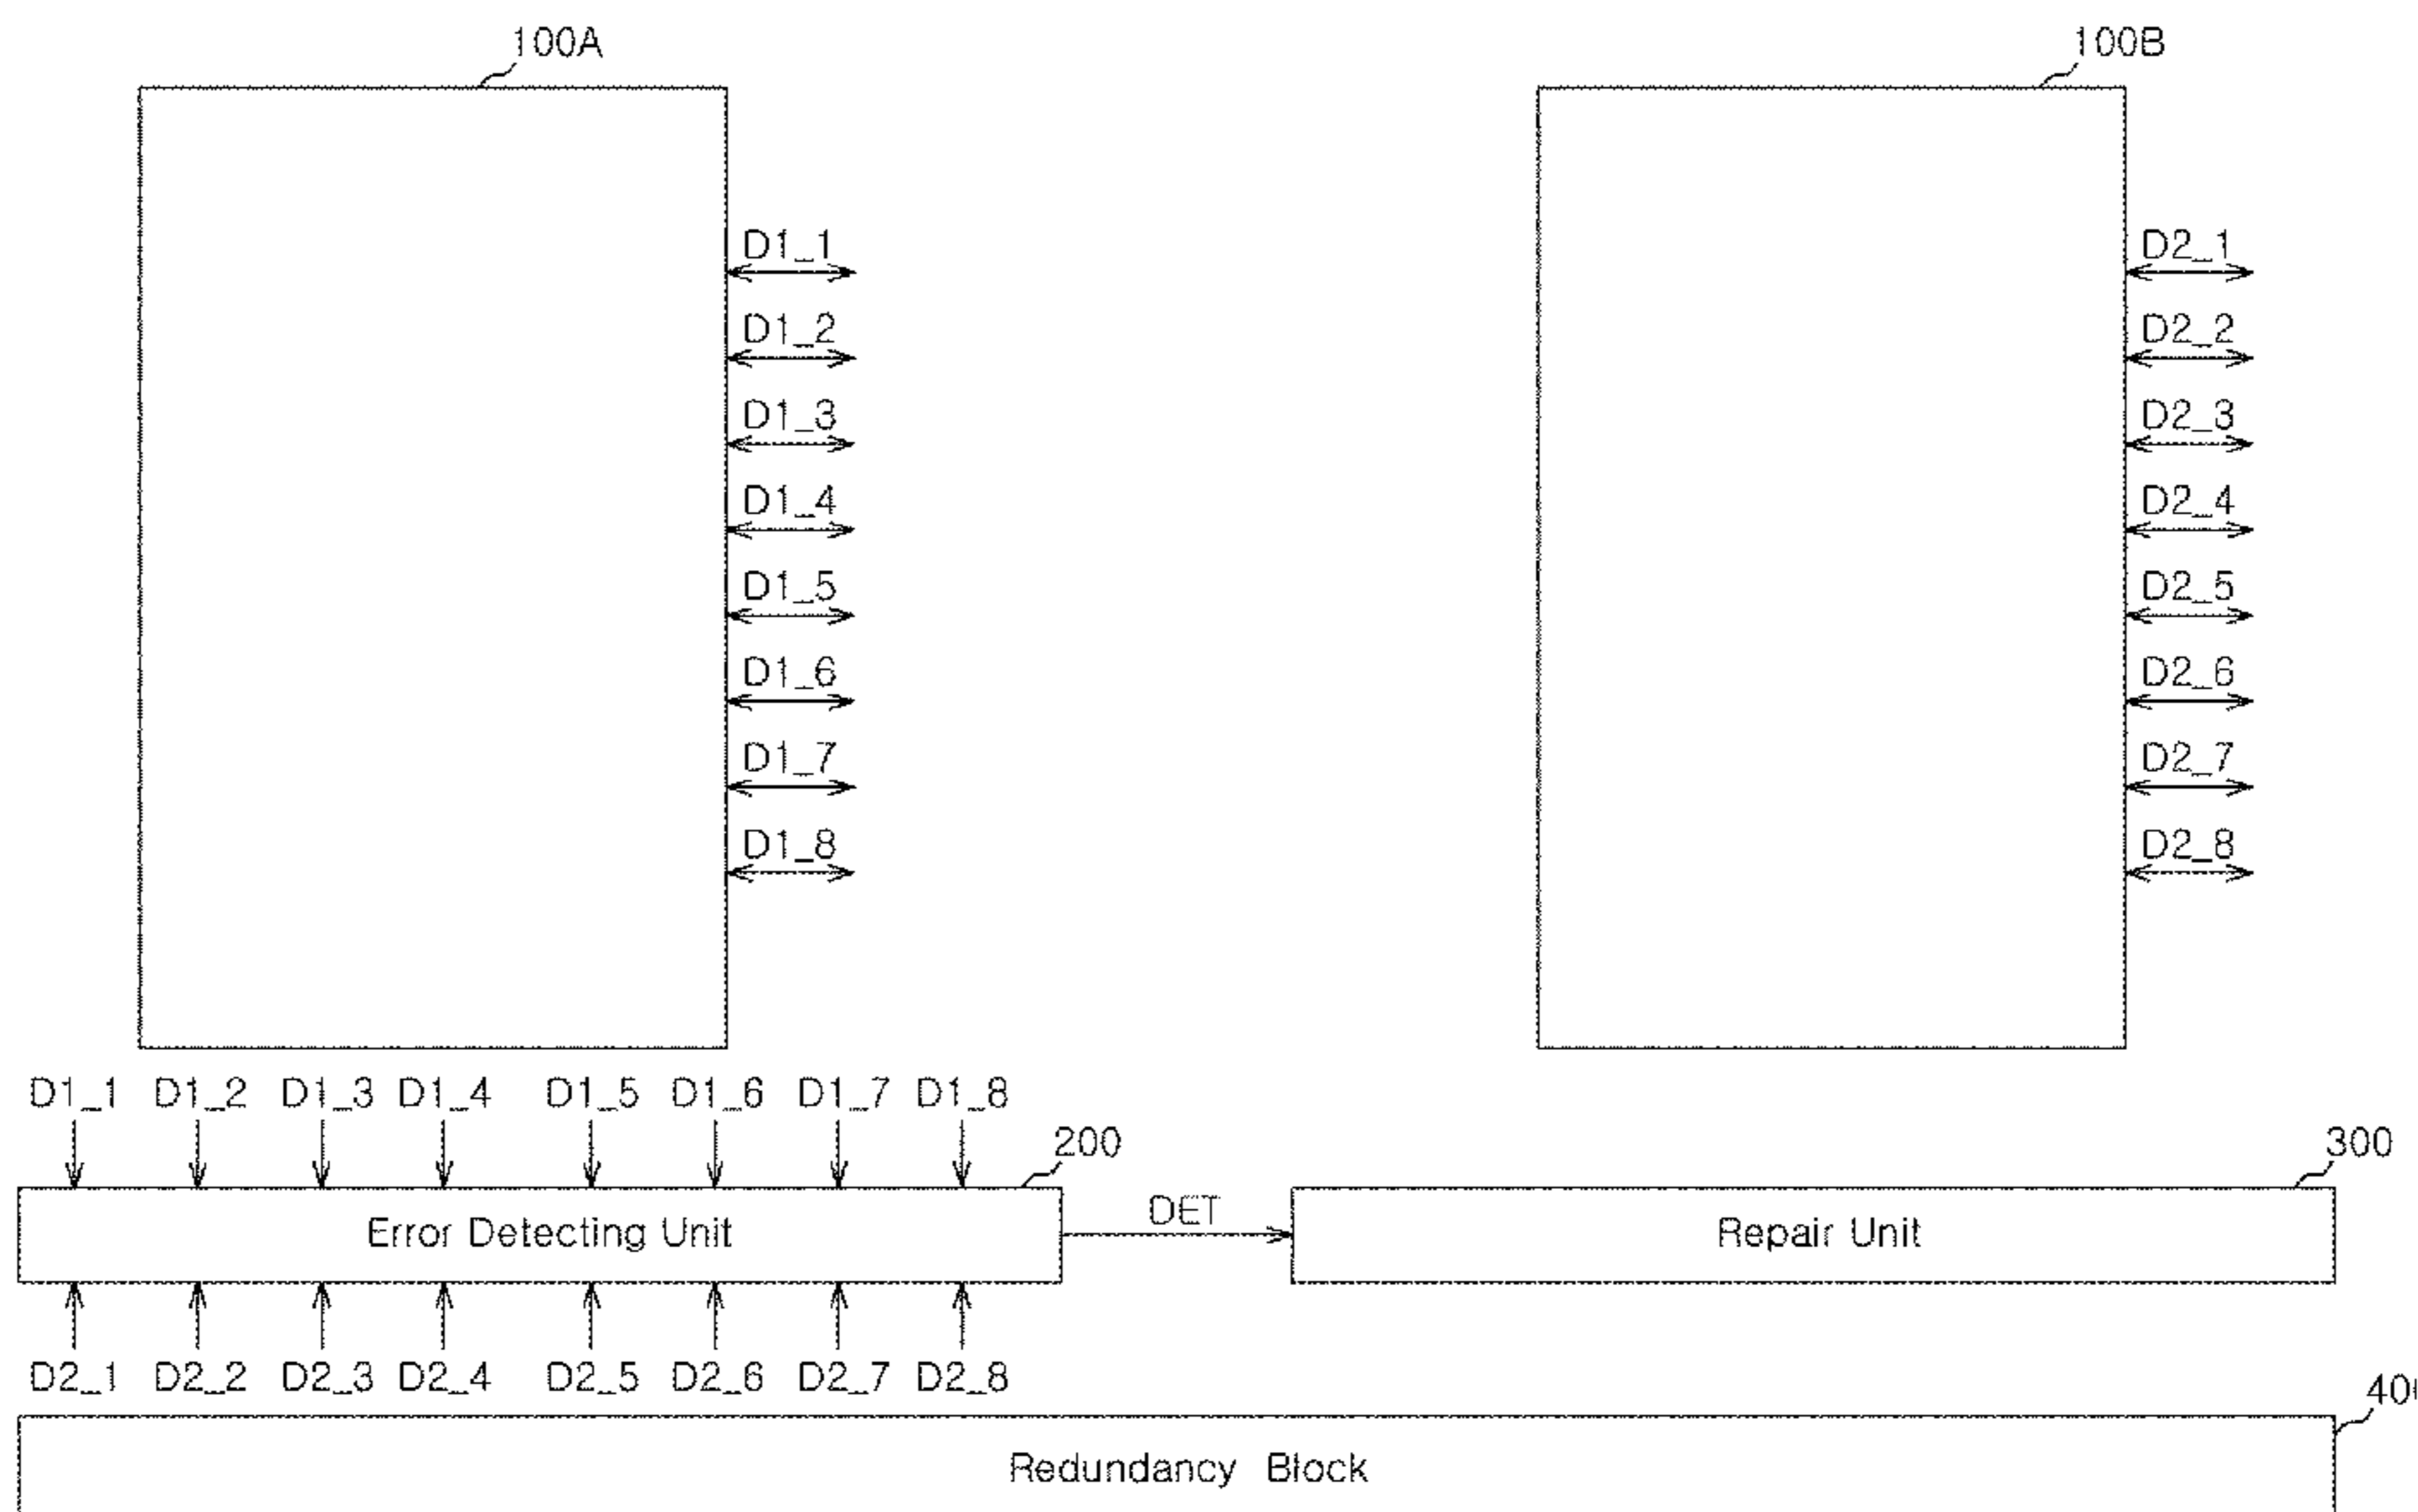 100A 100B
D1_1 D2_1
D1_2 D2_2
D1_3 D2_3
D1_4 D2_4
D1_5 D2_5
D1_6 D2_6
D1_7 D2_7
D1_8 D2_8
D1_1 D1_2 D1_3 D1_4 D1_5 D1_6 D1_7 D1_8
200 300
DET
Error Detecting Unit Repair Unit
D2_1 D2_2 D2_3 D2_4 D2_5 D2_6 D2_7 D2_8
Redundancy Block